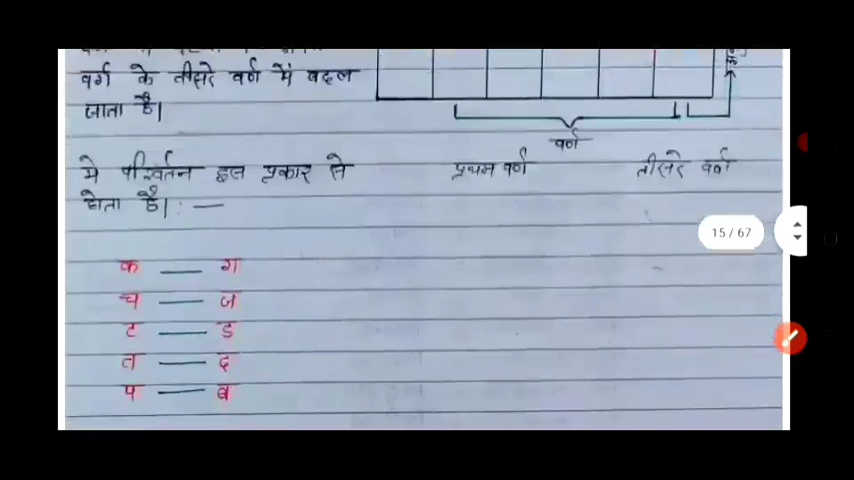 वर्ग के तीसरे वर्ण में बदल
जाता है।
वर्ण
ये परिवर्तन इस प्रकार से
होता है। : —
प्रथम वर्ण
तीसरे वर्ण
15 / 67
क — ग
च — ज
ट — ड
त — द
प — ब